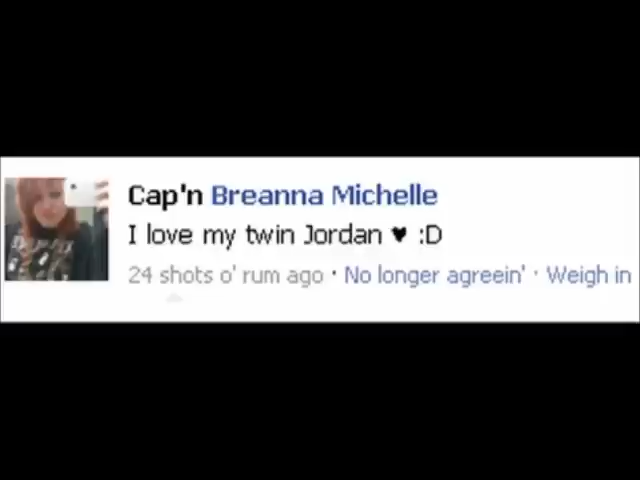 Cap'n Breanna Michelle
I love my twin Jordan ♥ :D
24 shots o' rum ago · No longer agreein' · Weigh in